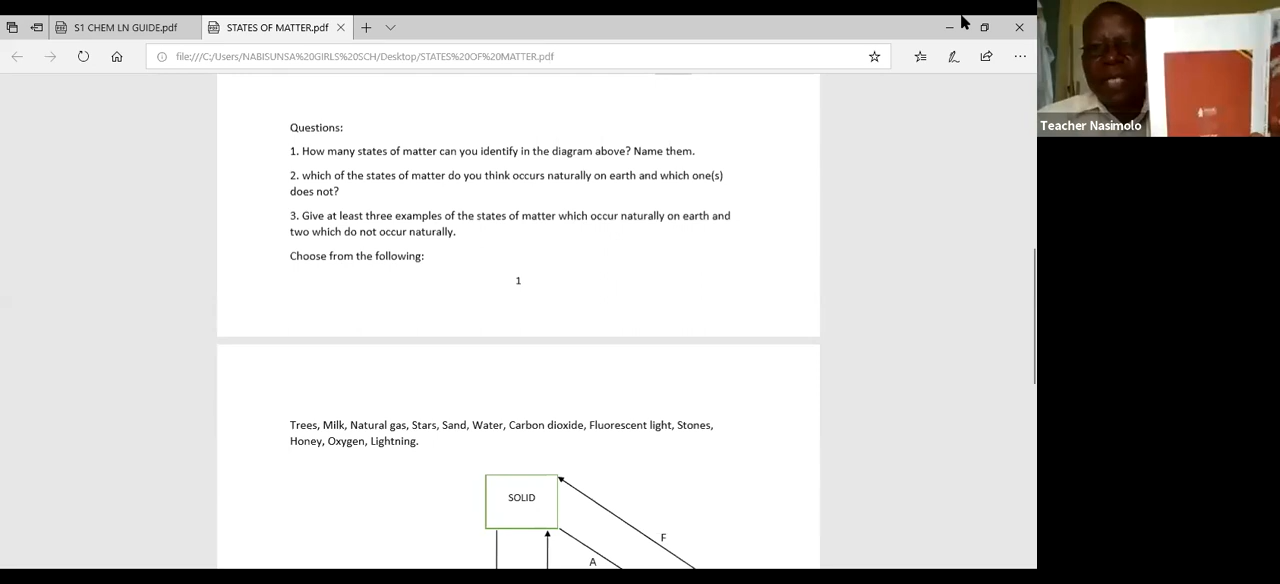 S1 CHEM LN GUIDE.pdf
STATES OF MATTER.pdf
file:///C:/Users/NABISUNSA%20GIRLS%20SCH/Desktop/STATES%20OF%20MATTER.pdf
Teacher Nasimolo
Questions:
1. How many states of matter can you identify in the diagram above? Name them.
2. which of the states of matter do you think occurs naturally on earth and which one(s)
does not?
3. Give at least three examples of the states of matter which occur naturally on earth and
two which do not occur naturally.
Choose from the following:
1
Trees, Milk, Natural gas, Stars, Sand, Water, Carbon dioxide, Fluorescent light, Stones,
Honey, Oxygen, Lightning.
SOLID
F
A